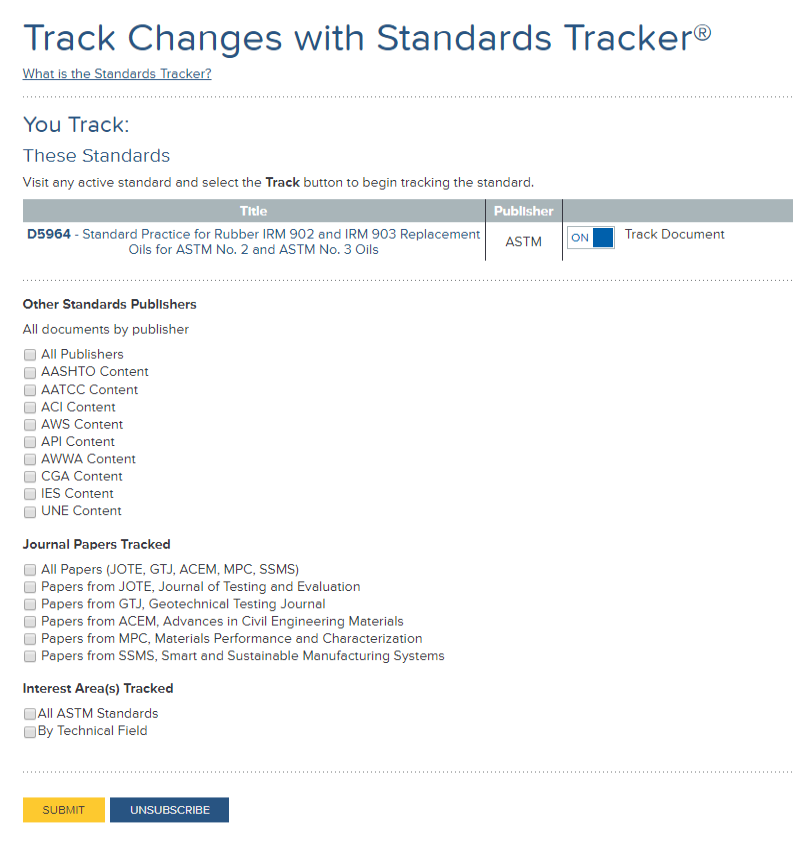 Track Changes with Standards Tracker®
What is the Standards Tracker?
You Track:
These Standards
Visit any active standard and select the Track button to begin tracking the standard.
Title Publisher
D5964 - Standard Practice for Rubber IRM 902 and IRM 903 Replacement
Oils for ASTM No. 2 and ASTM No. 3 Oils
ASTM
ON Track Document
Other Standards Publishers
All documents by publisher
All Publishers
AASHTO Content
AATCC Content
ACI Content
AWS Content
API Content
AWWA Content
CGA Content
IES Content
UNE Content
Journal Papers Tracked
All Papers (JOTE, GTJ, ACEM, MPC, SSMS)
Papers from JOTE, Journal of Testing and Evaluation
Papers from GTJ, Geotechnical Testing Journal
Papers from ACEM, Advances in Civil Engineering Materials
Papers from MPC, Materials Performance and Characterization
Papers from SSMS, Smart and Sustainable Manufacturing Systems
Interest Area(s) Tracked
All ASTM Standards
By Technical Field
SUBMIT UNSUBSCRIBE